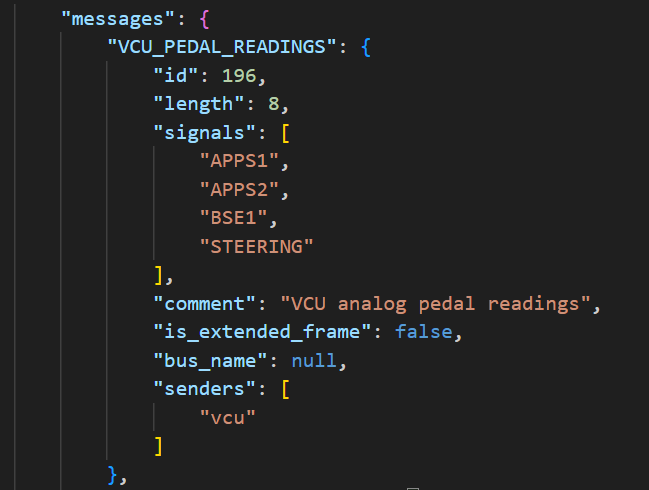 "messages": {
"VCU_PEDAL_READINGS": {
"id": 196,
"length": 8,
"signals": [
"APPS1",
"APPS2",
"BSE1",
"STEERING"
],
"comment": "VCU analog pedal readings",
"is_extended_frame": false,
"bus_name": null,
"senders": [
"vcu"
]
},